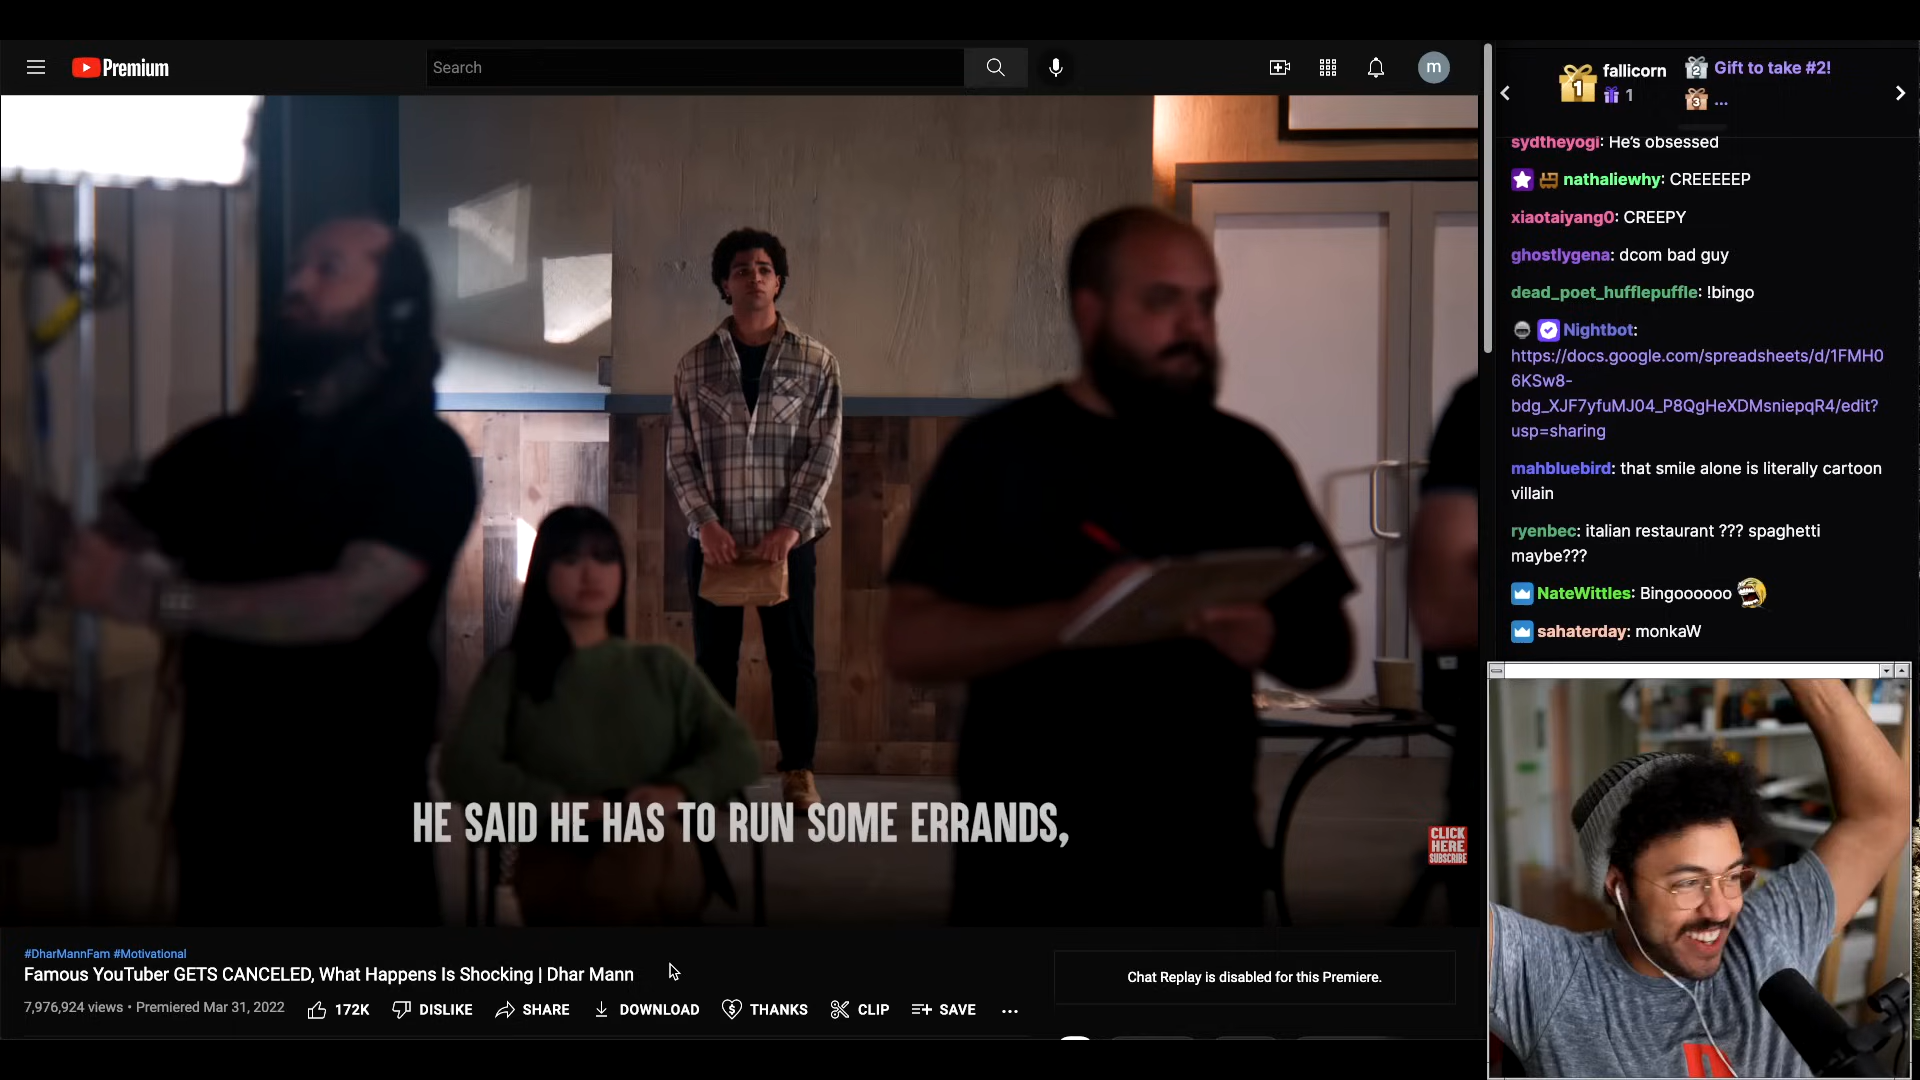 Premium
Search
m
1
fallicorn
1
2
Gift to take #2!
3
...
sydtheyogi: He's obsessed
nathaliewhy: CREEEEEP
xiaotaiyang0: CREEPY
ghostlygena: dcom bad guy
dead_poet_hufflepuffle: !bingo
Nightbot:
https://docs.google.com/spreadsheets/d/1FMH0
6KSw8-
bdg_XJF7yfuMJ04_P8QgHeXDMsniepqR4/edit?
usp=sharing
mahbluebird: that smile alone is literally cartoon
villain
ryenbec: italian restaurant ??? spaghetti
maybe???
NateWittles: Bingoooooo
sahaterday: monkaW
HE SAID HE HAS TO RUN SOME ERRANDS,
CLICK
HERE
SUBSCRIBE
#DharMannFam #Motivational
Famous YouTuber GETS CANCELED, What Happens Is Shocking | Dhar Mann
7,976,924 views • Premiered Mar 31, 2022
172K
DISLIKE
SHARE
DOWNLOAD
THANKS
CLIP
SAVE
...
Chat Replay is disabled for this Premiere.